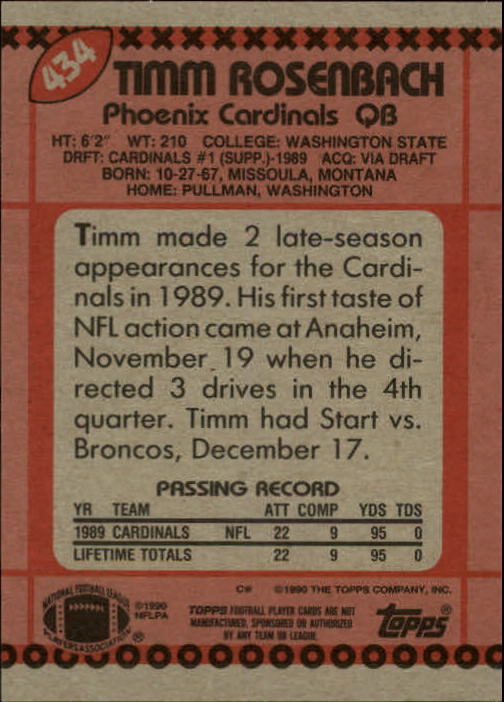 434
TIMM ROSENBACH
Phoenix Cardinals QB
HT: 6'2" WT: 210 COLLEGE: WASHINGTON STATE
DRFT: CARDINALS #1 (SUPP.)-1989 ACQ: VIA DRAFT
BORN: 10-27-67, MISSOULA, MONTANA
HOME: PULLMAN, WASHINGTON
Timm made 2 late-season
appearances for the Cardi-
nals in 1989. His first taste of
NFL action came at Anaheim,
November 19 when he di-
rected 3 drives in the 4th
quarter. Timm had Start vs.
Broncos, December 17.
PASSING RECORD
YR TEAM ATT COMP YDS TDS
1989 CARDINALS NFL 22 9 95 0
LIFETIME TOTALS 22 9 95 0
C* ©1990 THE TOPPS COMPANY, INC.
NATIONAL FOOTBALL LEAGUE
PLAYERS ASSOCIATION ®
©1990
NFLPA
TOPPS FOOTBALL PLAYER CARDS ARE NOT
MANUFACTURED, SPONSORED OR AUTHORIZED
BY ANY TEAM OR LEAGUE.
TOPPS®